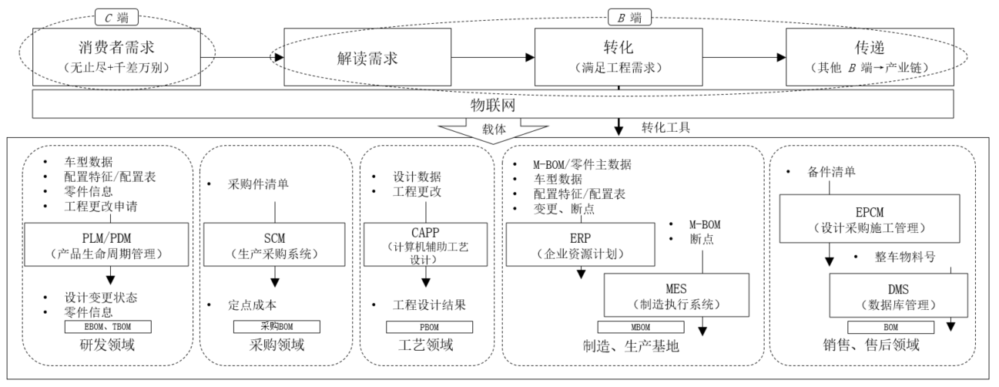 C 端
B 端
消费者需求
（无止尽+千差万别）
解读需求
转化
（满足工程需求）
传递
（其他 B 端→产业链）
物联网
载体
转化工具
• 车型数据
• 配置特征/配置表
• 零件信息
• 工程更改申请
PLM/PDM
（产品生命周期管理）
• 设计变更状态
• 零件信息
EBOM、TBOM
研发领域
• 采购件清单
SCM
（生产采购系统）
• 定点成本
采购BOM
采购领域
• 设计数据
• 工程更改
CAPP
（计算机辅助工艺
设计）
• 工程设计结果
PBOM
工艺领域
• M-BOM/零件主数据
• 车型数据
• 配置特征/配置表
• 变更、断点
ERP
（企业资源计划）
• M-BOM
• 断点
MES
（制造执行系统）
MBOM
制造、生产基地
• 备件清单
EPCM
（设计采购施工管理）
• 整车物料号
DMS
（数据库管理）
BOM
销售、售后领域